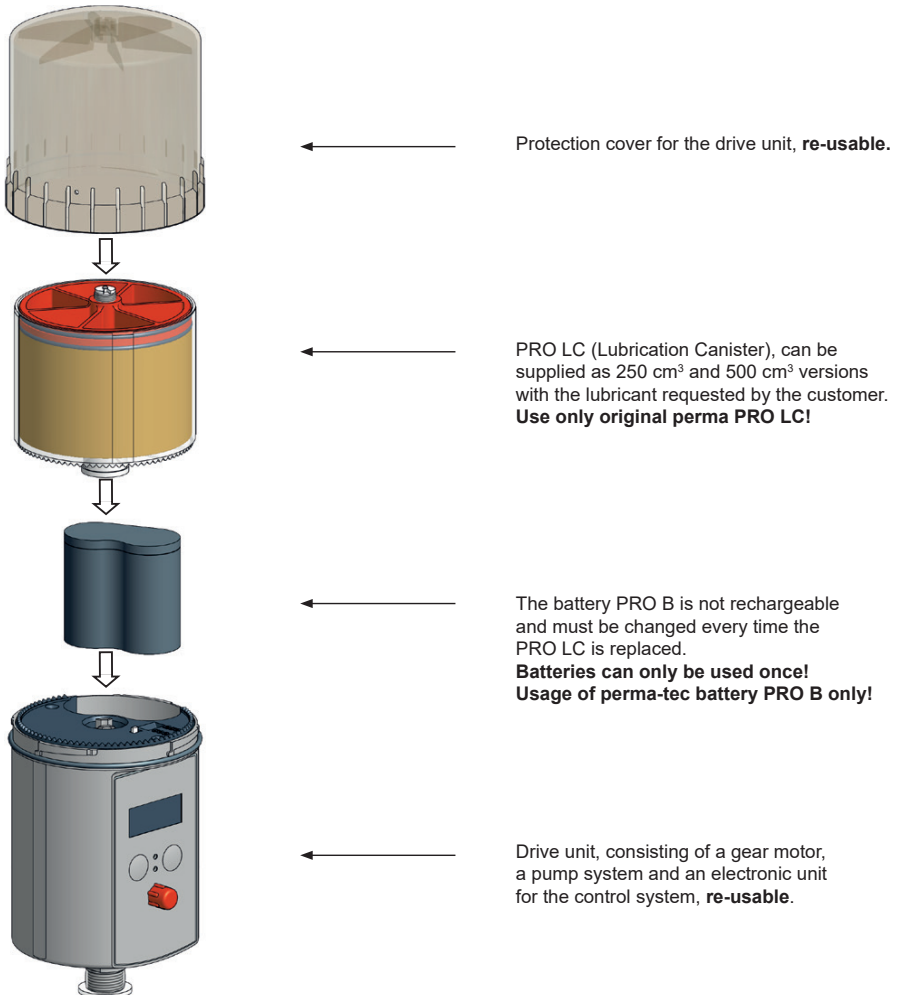 Protection cover for the drive unit, re-usable.
PRO LC (Lubrication Canister), can be
supplied as 250 cm³ and 500 cm³ versions
with the lubricant requested by the customer.
Use only original perma PRO LC!
The battery PRO B is not rechargeable
and must be changed every time the
PRO LC is replaced.
Batteries can only be used once!
Usage of perma-tec battery PRO B only!
Drive unit, consisting of a gear motor,
a pump system and an electronic unit
for the control system, re-usable.